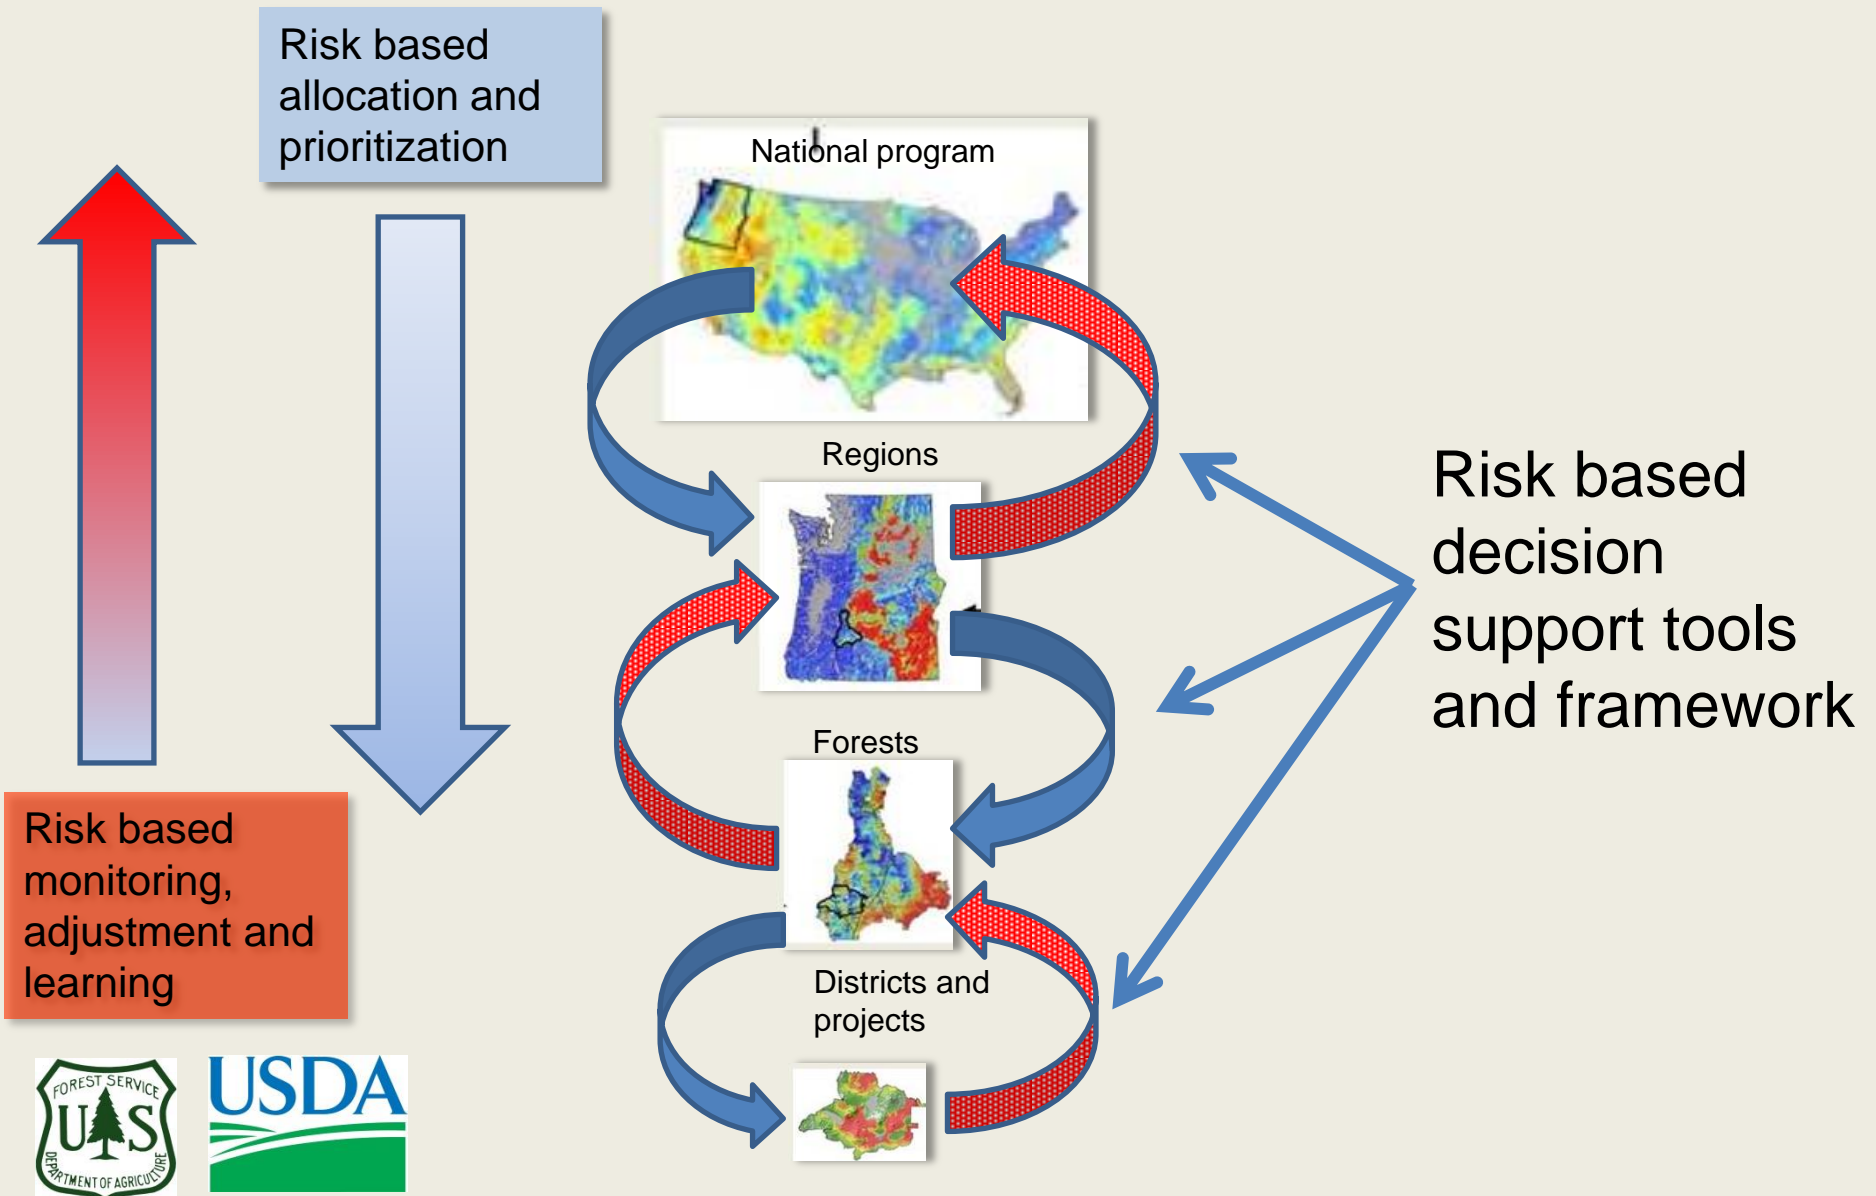 Risk based
allocation and
prioritization
National program
Regions
Forests
Districts and
projects
Risk based
decision
support tools
and framework
Risk based
monitoring,
adjustment and
learning
FOREST SERVICE
U S
DEPARTMENT OF AGRICULTURE
USDA